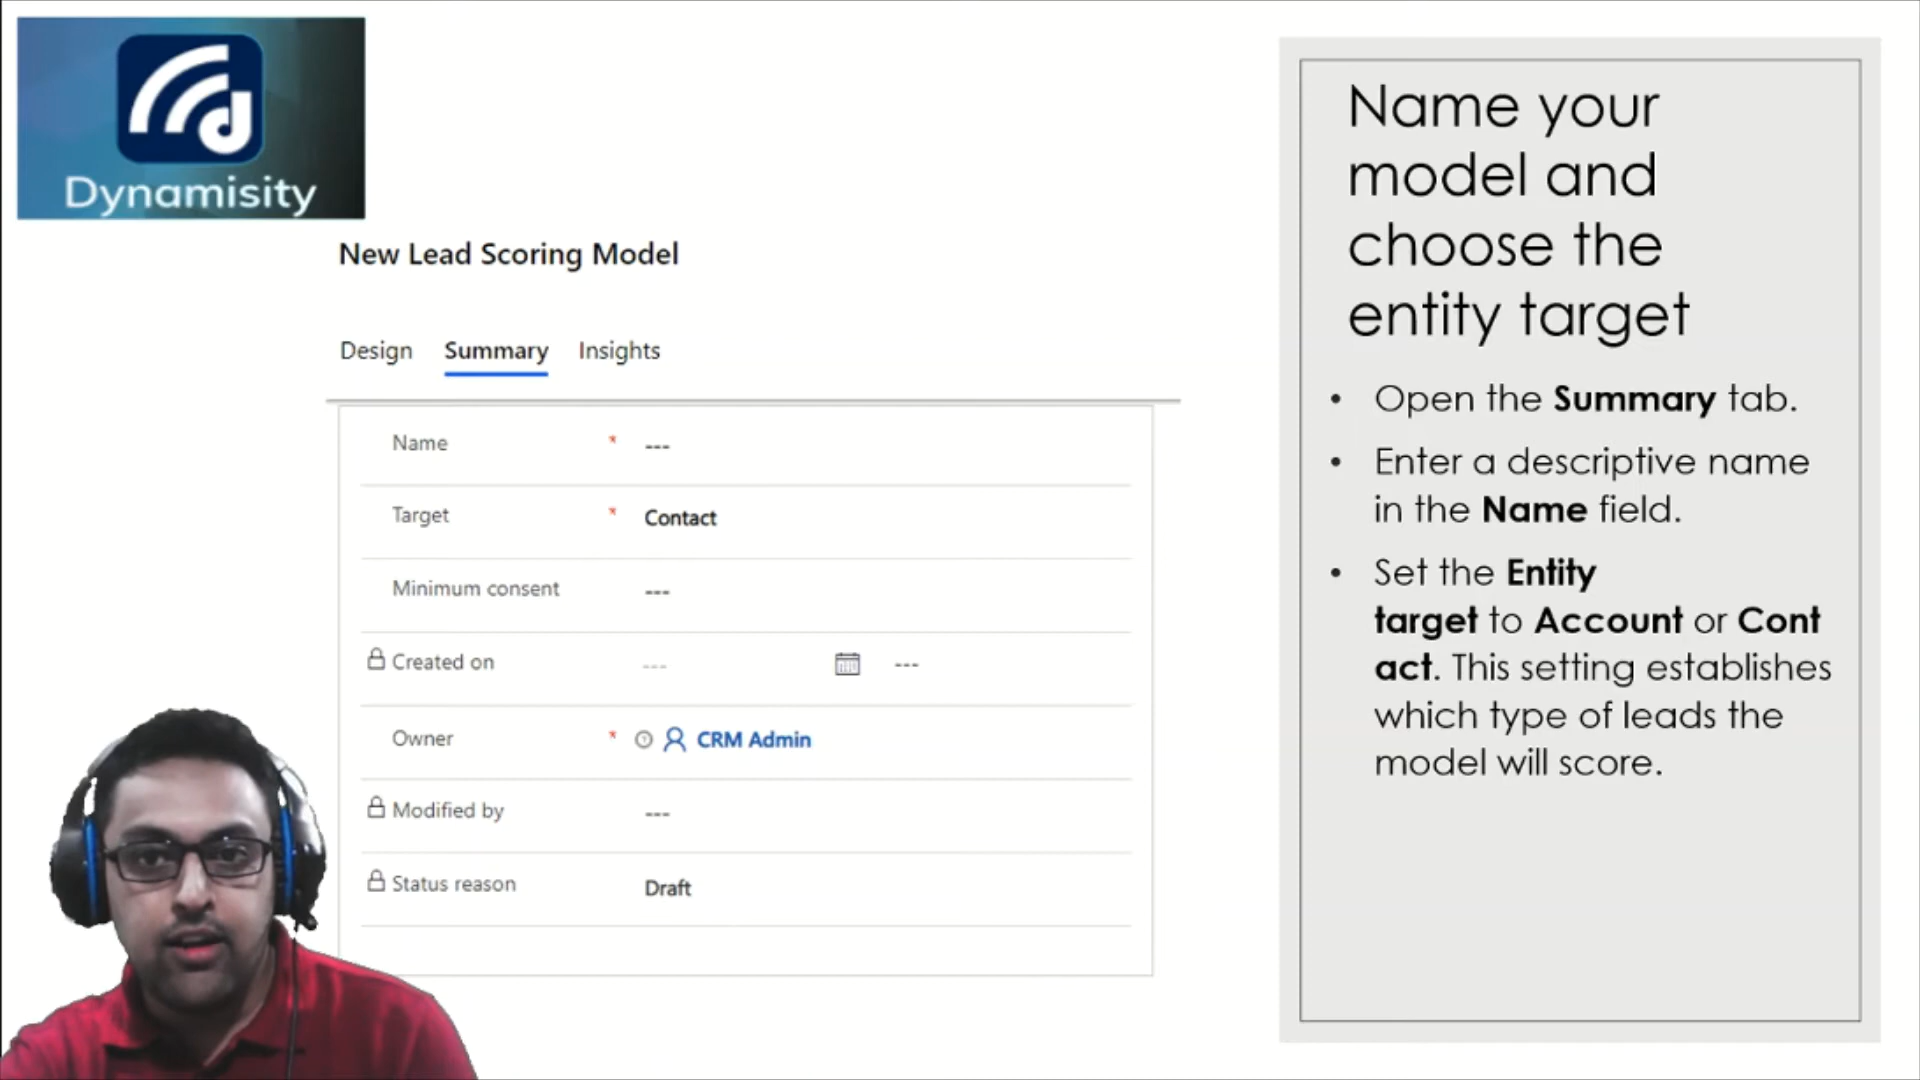 Dynamisity
New Lead Scoring Model
Design Summary Insights
Name * ---
Target * Contact
Minimum consent ---
Created on --- ---
Owner * CRM Admin
Modified by ---
Status reason Draft
Name your
model and
choose the
entity target
• Open the Summary tab.
• Enter a descriptive name
in the Name field.
• Set the Entity
target to Account or Cont
act. This setting establishes
which type of leads the
model will score.